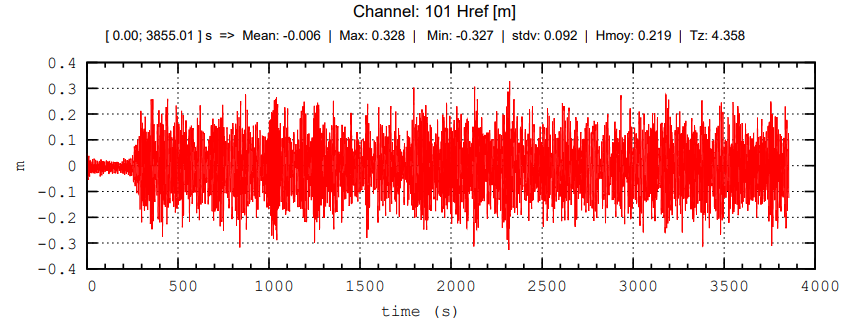 Channel: 101 Href [m]
[ 0.00; 3855.01 ] s => Mean: -0.006 | Max: 0.328 | Min: -0.327 | stdv: 0.092 | Hmoy: 0.219 | Tz: 4.358
0.4
0.3
0.2
0.1
0
-0.1
-0.2
-0.3
-0.4
m
0 500 1000 1500 2000 2500 3000 3500 4000
time (s)